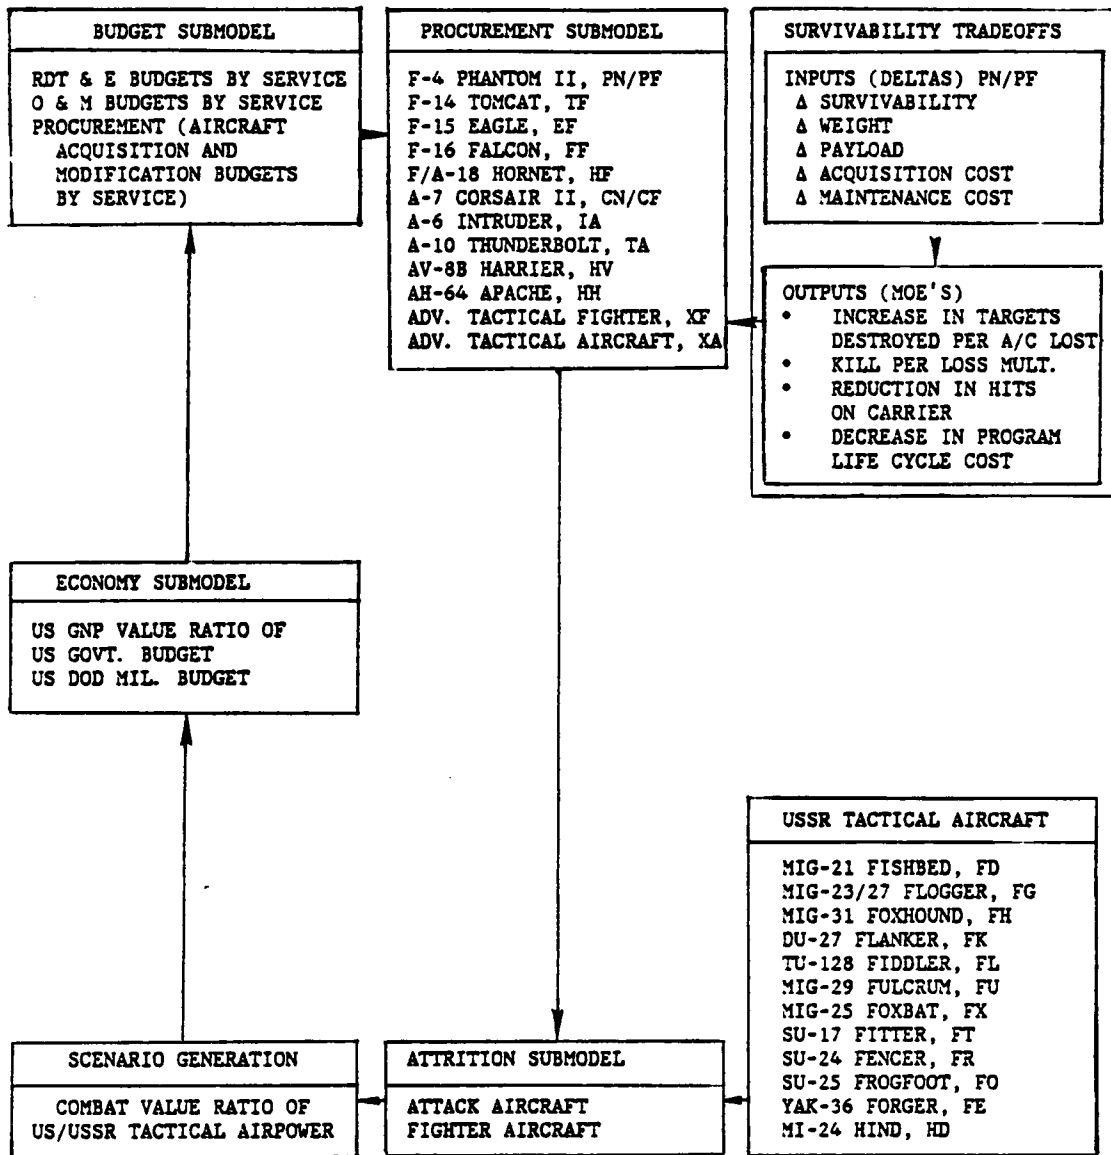 BUDGET SUBMODEL
RDT & E BUDGETS BY SERVICE
O & M BUDGETS BY SERVICE
PROCUREMENT (AIRCRAFT
ACQUISITION AND
MODIFICATION BUDGETS
BY SERVICE)
PROCUREMENT SUBMODEL
F-4 PHANTOM II, PN/PF
F-14 TOMCAT, TF
F-15 EAGLE, EF
F-16 FALCON, FF
F/A-18 HORNET, HF
A-7 CORSAIR II, CN/CF
A-6 INTRUDER, IA
A-10 THUNDERBOLT, TA
AV-8B HARRIER, HV
AH-64 APACHE, HH
ADV. TACTICAL FIGHTER, XF
ADV. TACTICAL AIRCRAFT, XA
SURVIVABILITY TRADEOFFS
INPUTS (DELTAS) PN/PF
Δ SURVIVABILITY
Δ WEIGHT
Δ PAYLOAD
Δ ACQUISITION COST
Δ MAINTENANCE COST
OUTPUTS (MOE'S)
• INCREASE IN TARGETS
DESTROYED PER A/C LOST
• KILL PER LOSS MULT.
• REDUCTION IN HITS
ON CARRIER
• DECREASE IN PROGRAM
LIFE CYCLE COST
ECONOMY SUBMODEL
US GNP VALUE RATIO OF
US GOVT. BUDGET
US DOD MIL. BUDGET
USSR TACTICAL AIRCRAFT
MIG-21 FISHBED, FD
MIG-23/27 FLOGGER, FG
MIG-31 FOXHOUND, FH
DU-27 FLANKER, FK
TU-128 FIDDLER, FL
MIG-29 FULCRUM, FU
MIG-25 FOXBAT, FX
SU-17 FITTER, FT
SU-24 FENCER, FR
SU-25 FROGFOOT, FO
YAK-36 FORGER, FE
MI-24 HIND, HD
SCENARIO GENERATION
COMBAT VALUE RATIO OF
US/USSR TACTICAL AIRPOWER
ATTRITION SUBMODEL
ATTACK AIRCRAFT
FIGHTER AIRCRAFT